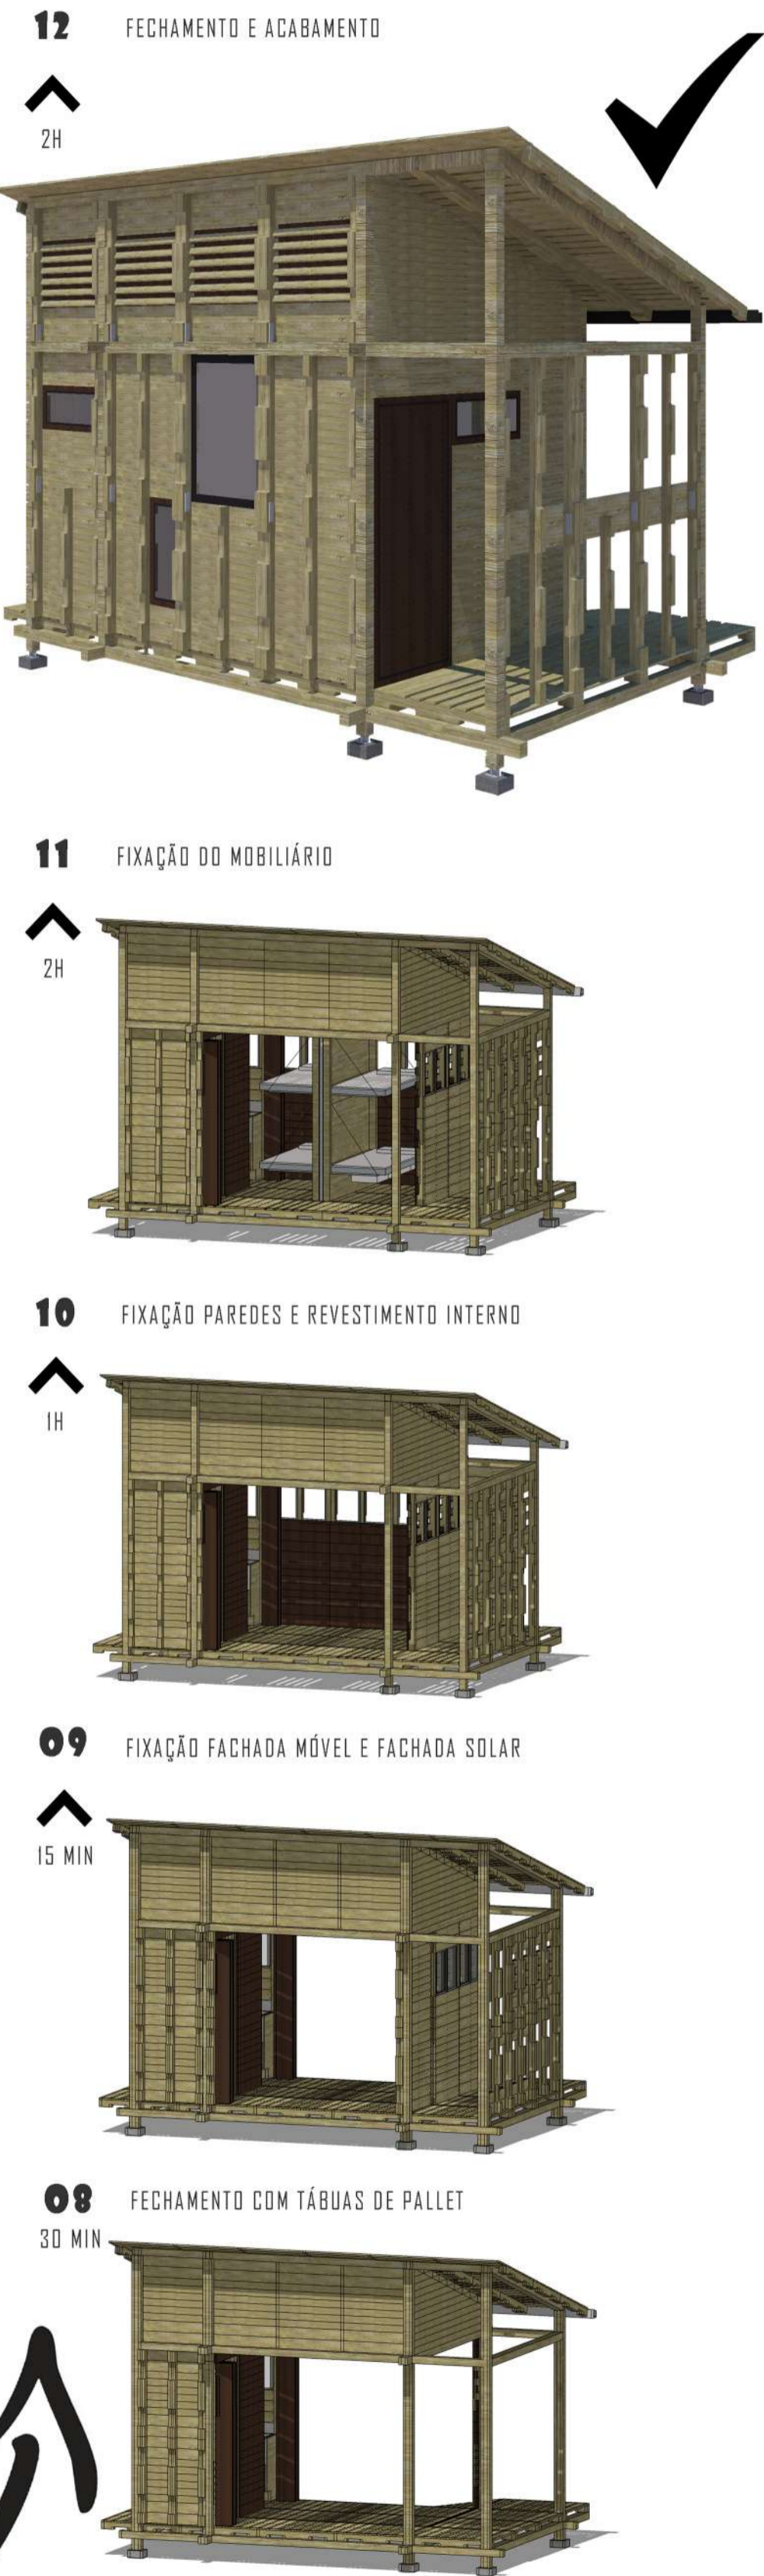 12 FECHAMENTO E ACABAMENTO
2H
11 FIXAÇÃO DO MOBILIÁRIO
2H
10 FIXAÇÃO PAREDES E REVESTIMENTO INTERNO
1H
09 FIXAÇÃO FACHADA MÓVEL E FACHADA SOLAR
15 MIN
08 FECHAMENTO COM TÁBUAS DE PALLET
30 MIN